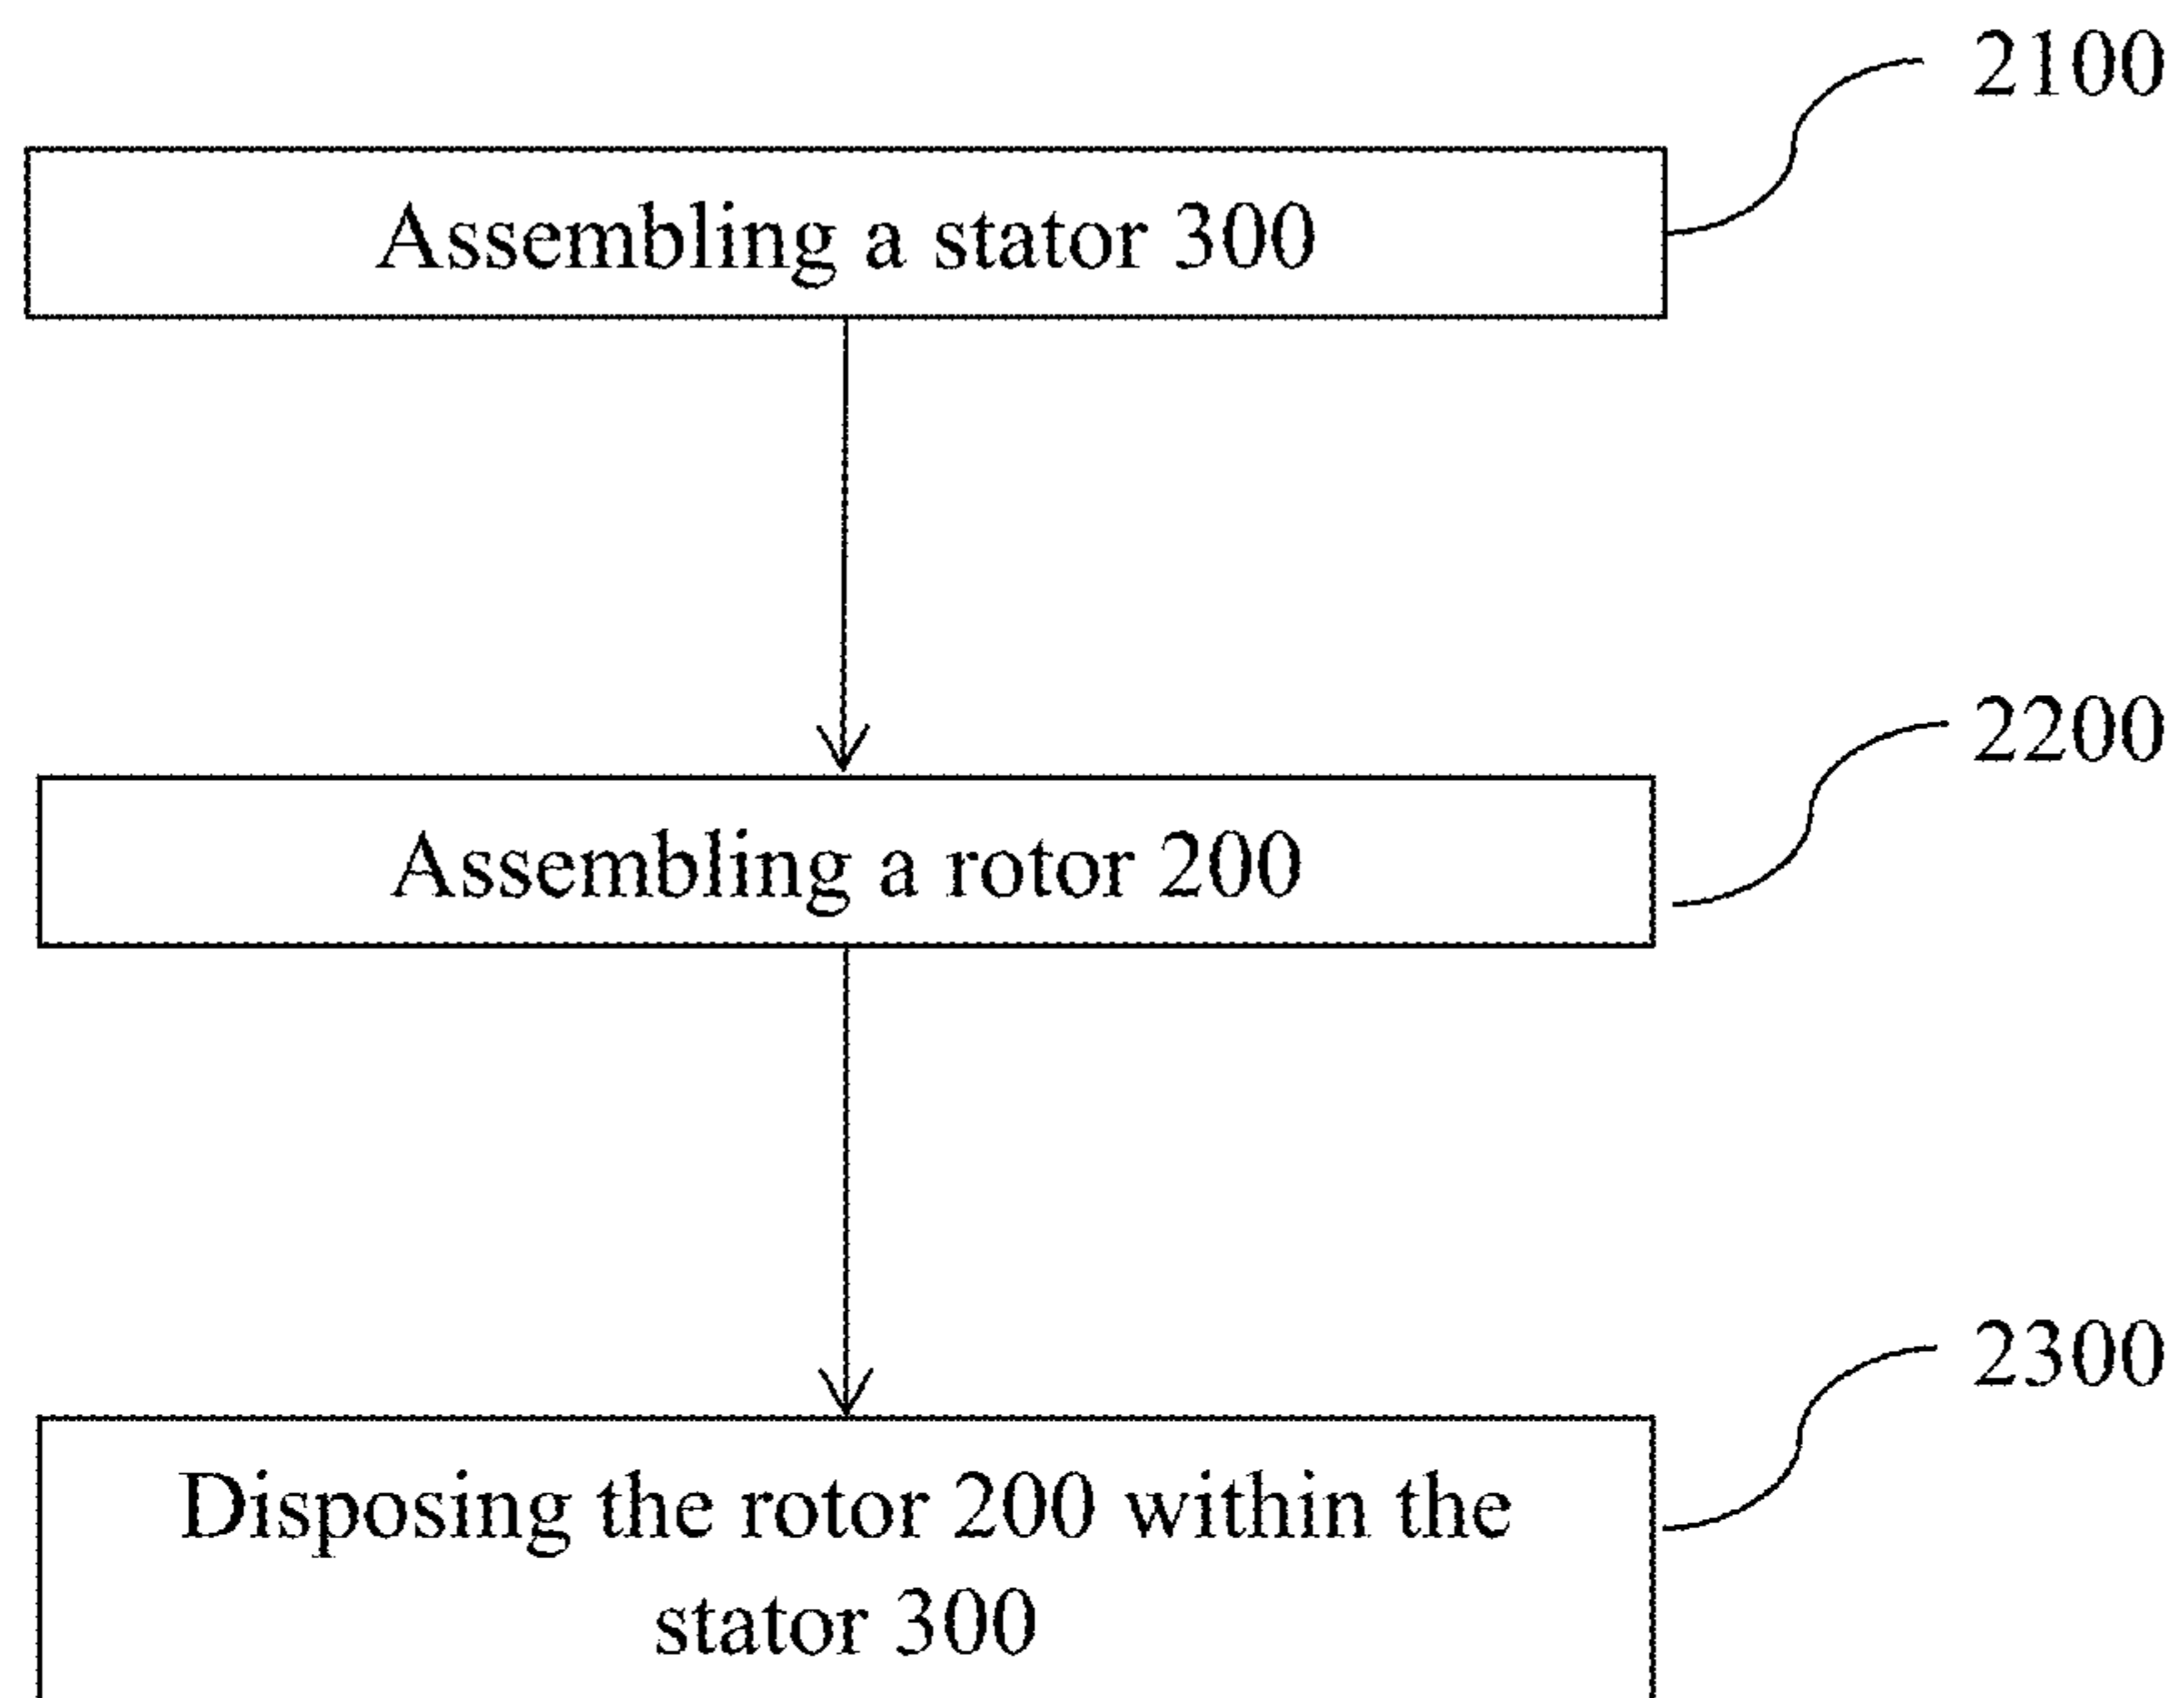 2100
Assembling a stator 300
2200
Assembling a rotor 200
2300
Disposing the rotor 200 within the
stator 300